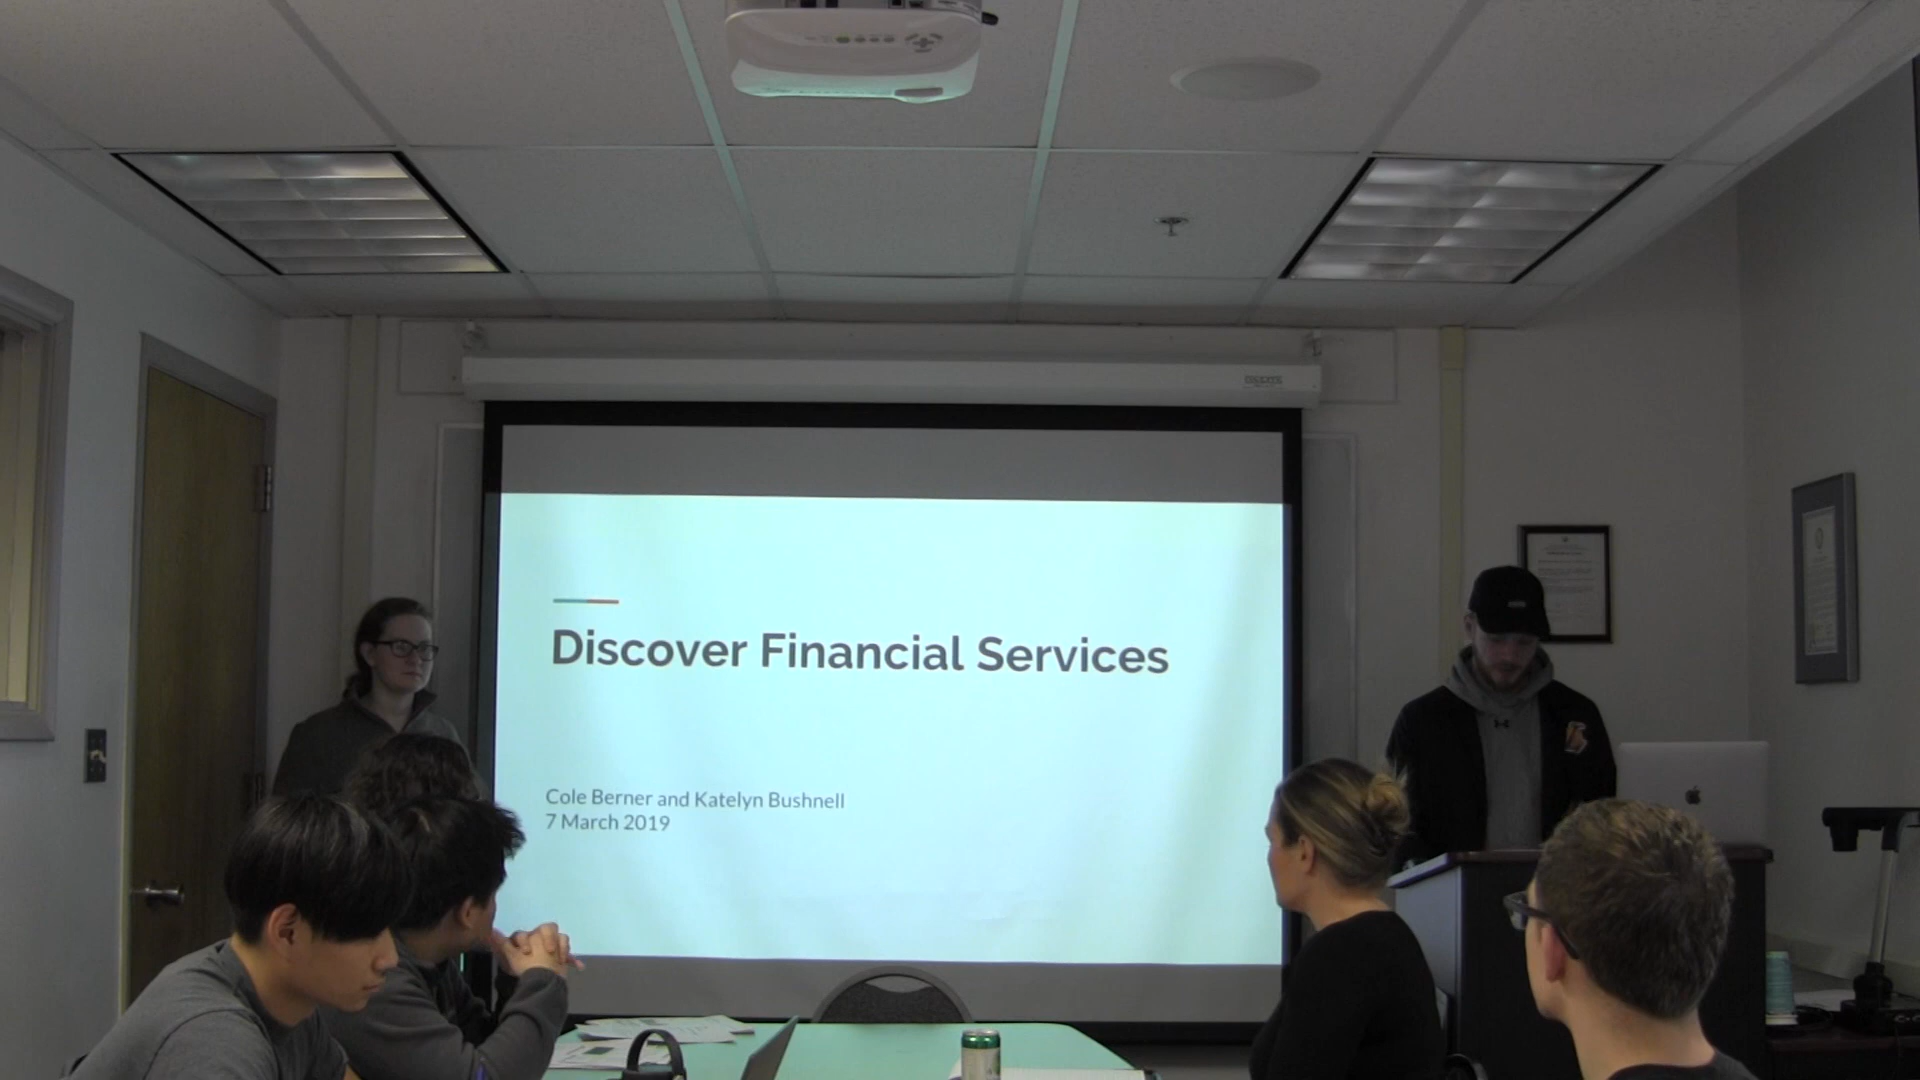 Discover Financial Services
Cole Berner and Katelyn Bushnell
7 March 2019